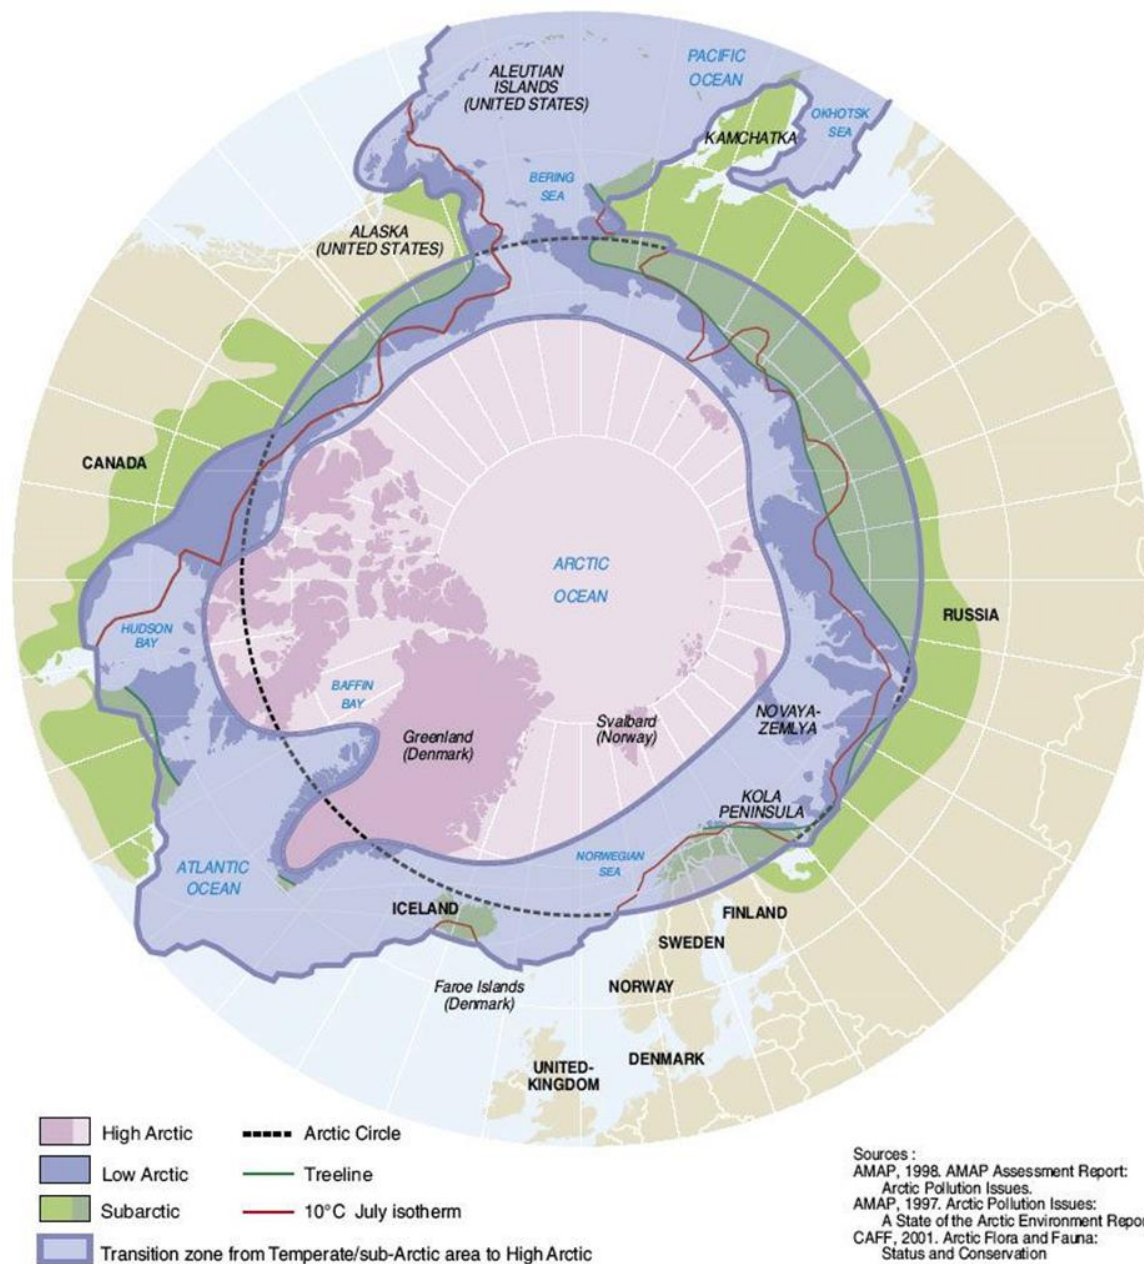 PACIFIC
OCEAN
ALEUTIAN
ISLANDS
(UNITED STATES)
OKHOTSK
SEA
KAMCHATKA
BERING
SEA
ALASKA
(UNITED STATES)
CANADA
ARCTIC
OCEAN
RUSSIA
HUDSON
BAY
BAFFIN
BAY
NOVAYA-
ZEMLYA
Greenland
(Denmark)
Svalbard
(Norway)
KOLA
PENINSULA
NORWEGIAN
SEA
ATLANTIC
OCEAN
ICELAND
FINLAND
SWEDEN
Faroe Islands
(Denmark)
NORWAY
DENMARK
UNITED-
KINGDOM
High Arctic
Arctic Circle
Low Arctic
Treeline
Subarctic
10°C July isotherm
Transition zone from Temperate/sub-Arctic area to High Arctic
Sources :
AMAP, 1998. AMAP Assessment Report:
Arctic Pollution Issues.
AMAP, 1997. Arctic Pollution Issues:
A State of the Arctic Environment Repor
CAFF, 2001. Arctic Flora and Fauna:
Status and Conservation